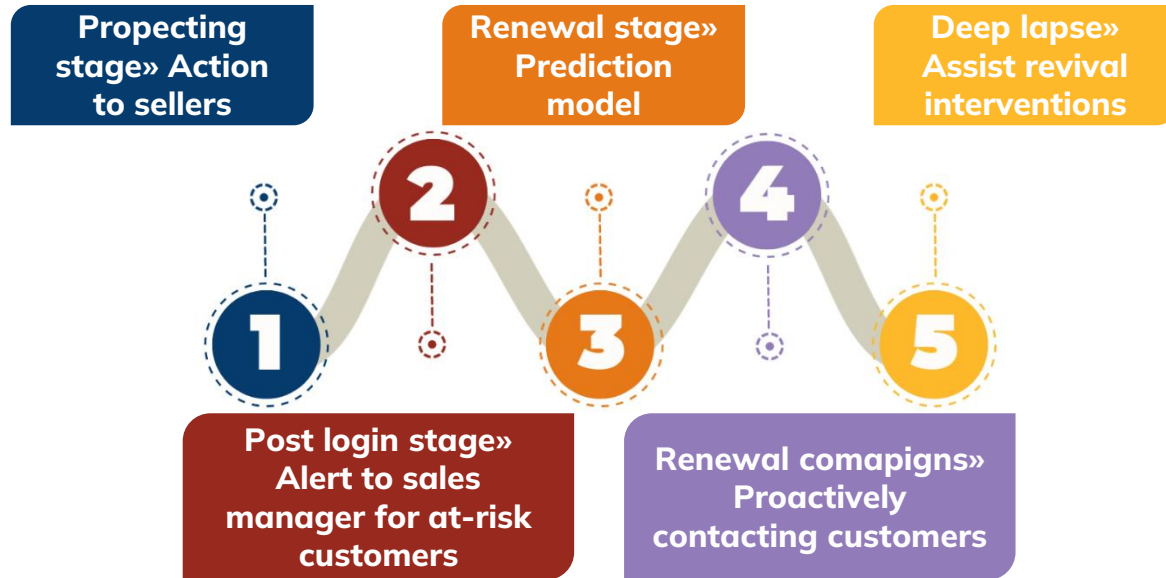 Propecting
stage» Action
to sellers
Renewal stage»
Prediction
model
Deep lapse»
Assist revival
interventions
2
4
1
3
5
Post login stage»
Alert to sales
manager for at-risk
customers
Renewal comapigns»
Proactively
contacting customers